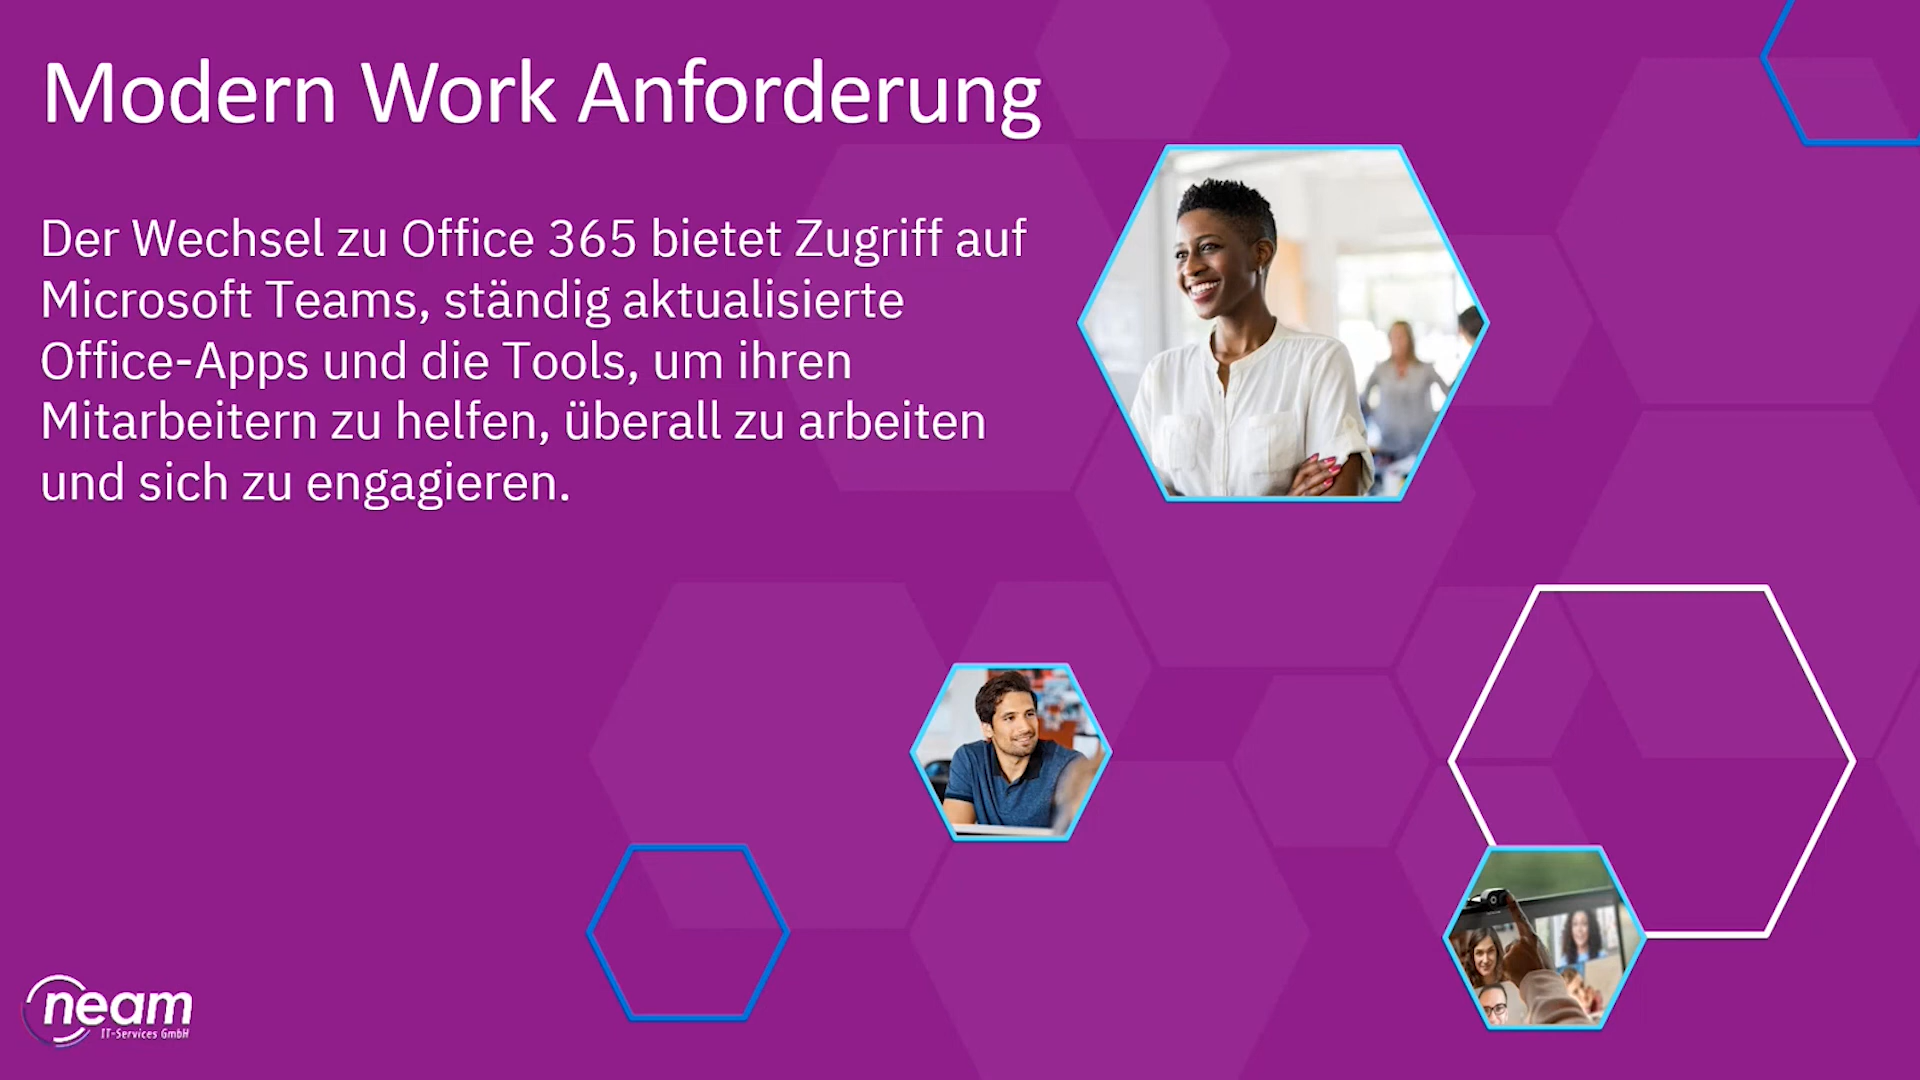 Modern Work Anforderung
Der Wechsel zu Office 365 bietet Zugriff auf
Microsoft Teams, ständig aktualisierte
Office-Apps und die Tools, um ihren
Mitarbeitern zu helfen, überall zu arbeiten
und sich zu engagieren.
neam
IT-Services GmbH